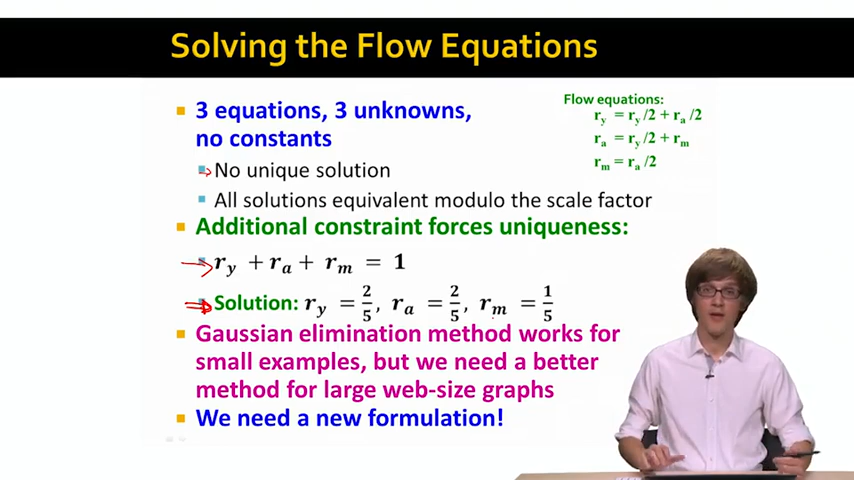 Solving the Flow Equations
3 equations, 3 unknowns,
no constants
Flow equations:
r_y = r_y/2 + r_a/2
r_a = r_y/2 + r_m
r_m = r_a/2
No unique solution
All solutions equivalent modulo the scale factor
Additional constraint forces uniqueness:
r_y + r_a + r_m = 1
Solution: r_y = 2/5, r_a = 2/5, r_m = 1/5
Gaussian elimination method works for
small examples, but we need a better
method for large web-size graphs
We need a new formulation!